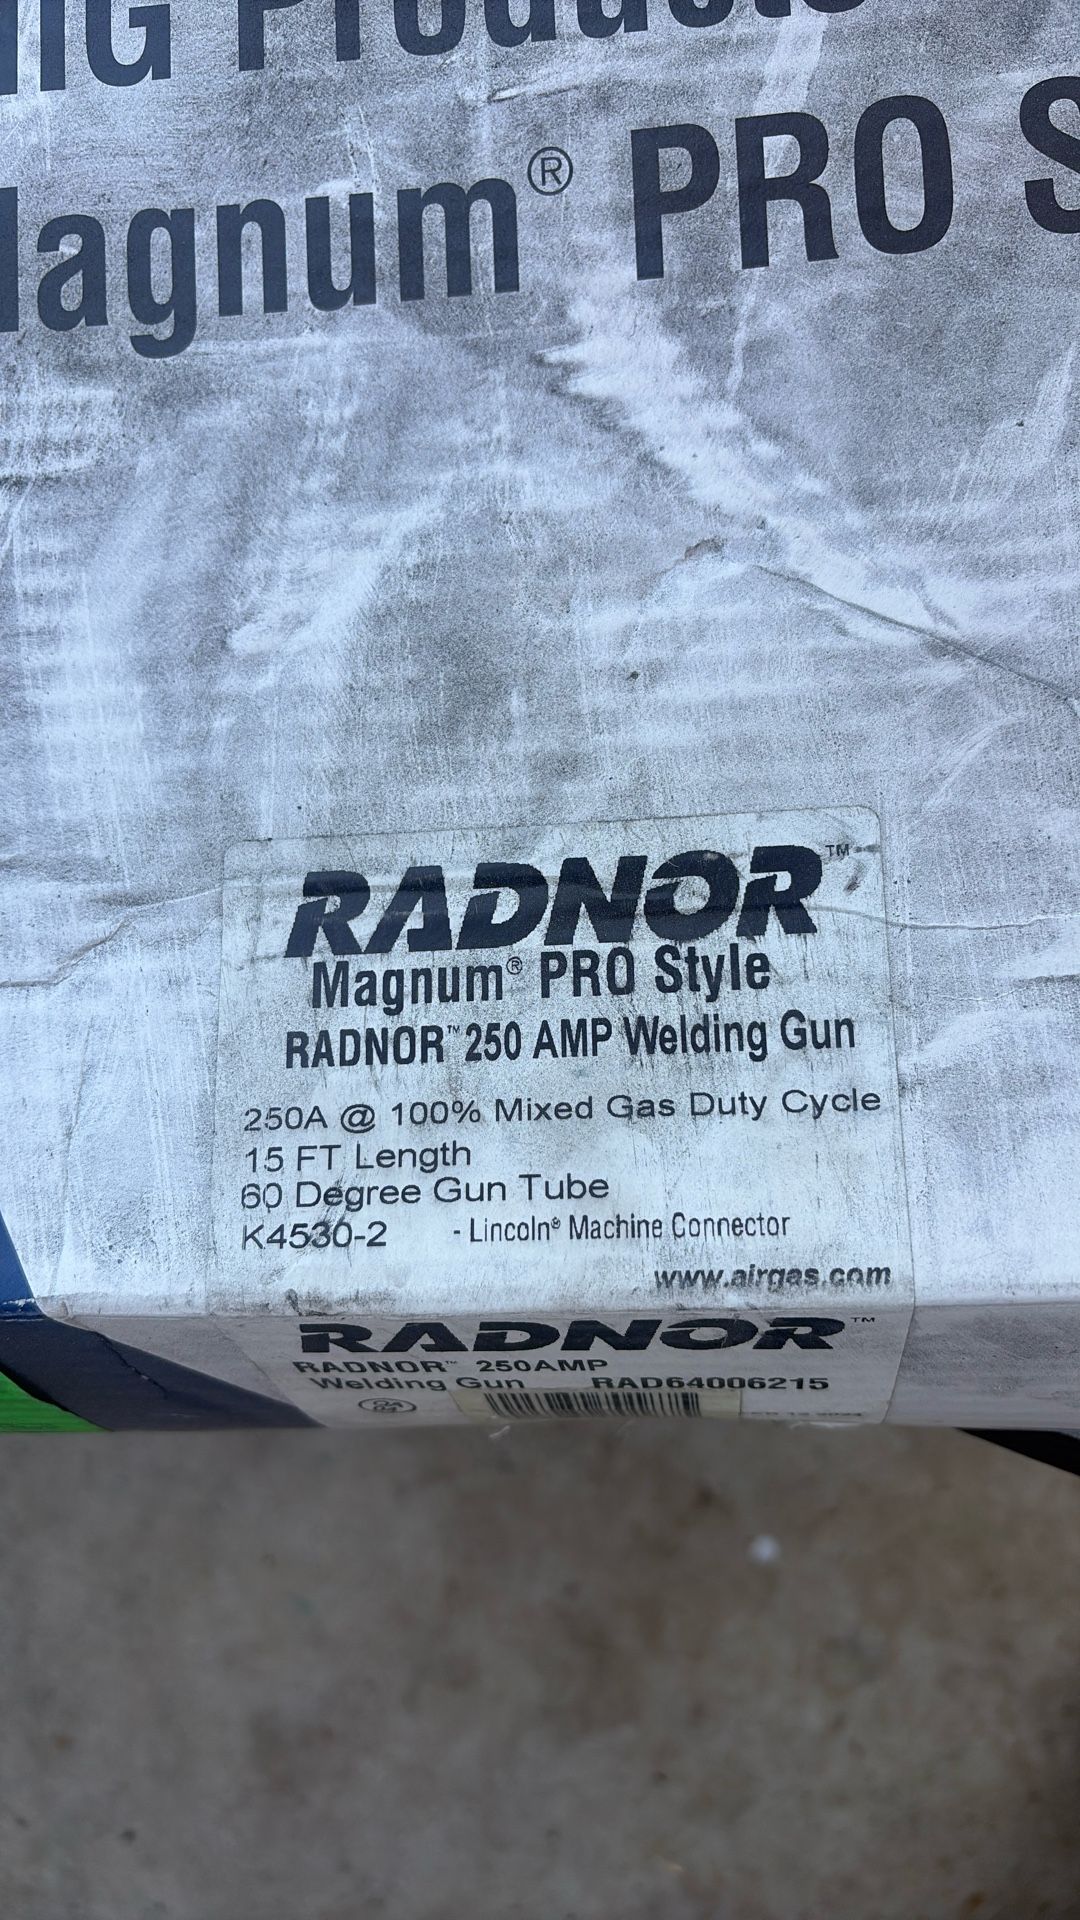 MIG Products
Magnum® PRO S
RADNOR™
Magnum® PRO Style
RADNOR™ 250 AMP Welding Gun
250A @ 100% Mixed Gas Duty Cycle
15 FT Length
60 Degree Gun Tube
K4530-2 - Lincoln® Machine Connector
www.airgas.com
RADNOR™
RADNOR™ 250AMP
Welding Gun RAD64006215